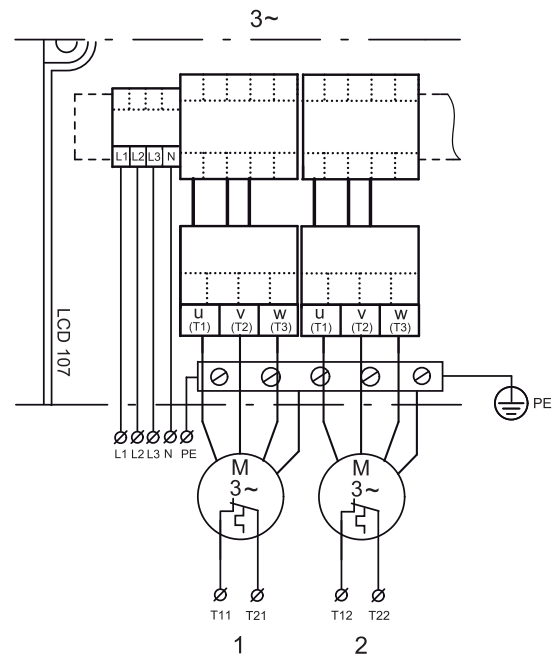 3~
L1 L2 L3 N
u v w u v w
(T1) (T2) (T3) (T1) (T2) (T3)
LCD 107
PE
L1 L2 L3 N PE
M M
3~ 3~
T11 T21 T12 T22
1 2